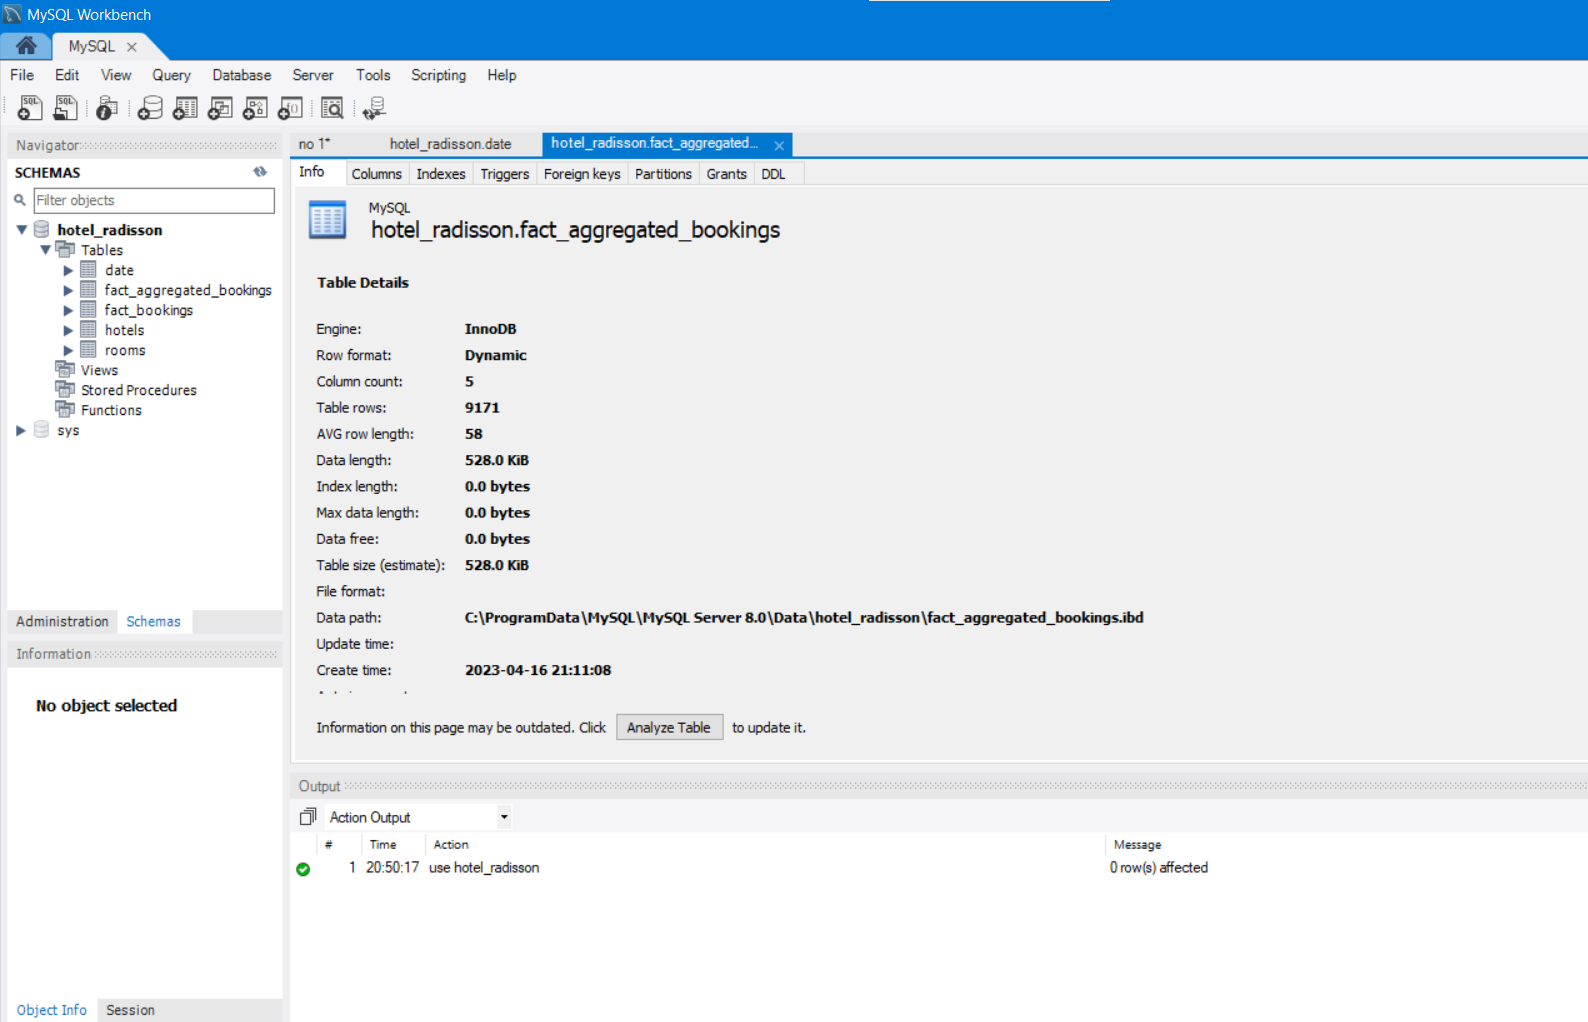 MySQL Workbench
MySQL
File Edit View Query Database Server Tools Scripting Help
Navigator
SCHEMAS
Filter objects
hotel_radisson
Tables
date
fact_aggregated_bookings
fact_bookings
hotels
rooms
Views
Stored Procedures
Functions
sys
Administration Schemas
Information
No object selected
Object Info Session
no 1* hotel_radisson.date hotel_radisson.fact_aggregated...
Info Columns Indexes Triggers Foreign keys Partitions Grants DDL
MySQL
hotel_radisson.fact_aggregated_bookings
Table Details
Engine: InnoDB
Row format: Dynamic
Column count: 5
Table rows: 9171
AVG row length: 58
Data length: 528.0 KiB
Index length: 0.0 bytes
Max data length: 0.0 bytes
Data free: 0.0 bytes
Table size (estimate): 528.0 KiB
File format:
Data path: C:\ProgramData\MySQL\MySQL Server 8.0\Data\hotel_radisson\fact_aggregated_bookings.ibd
Update time:
Create time: 2023-04-16 21:11:08
Information on this page may be outdated. Click Analyze Table to update it.
Output
Action Output
# Time Action Message
1 20:50:17 use hotel_radisson 0 row(s) affected